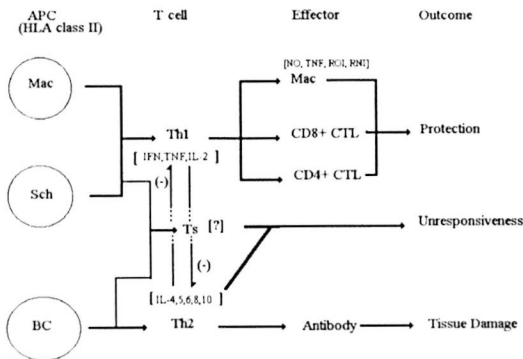 APC T cell Effector Outcome
(HLA class II)
[NO, TNF, ROI, RNI]
Mac Mac
Th1 CD8+ CTL Protection
[ IFN,TNF,IL-2 ]
(-) CD4+ CTL
Sch
Ts [?] Unresponsiveness
(-)
[ IL-4,5,6,8,10 ]
BC Th2 Antibody Tissue Damage